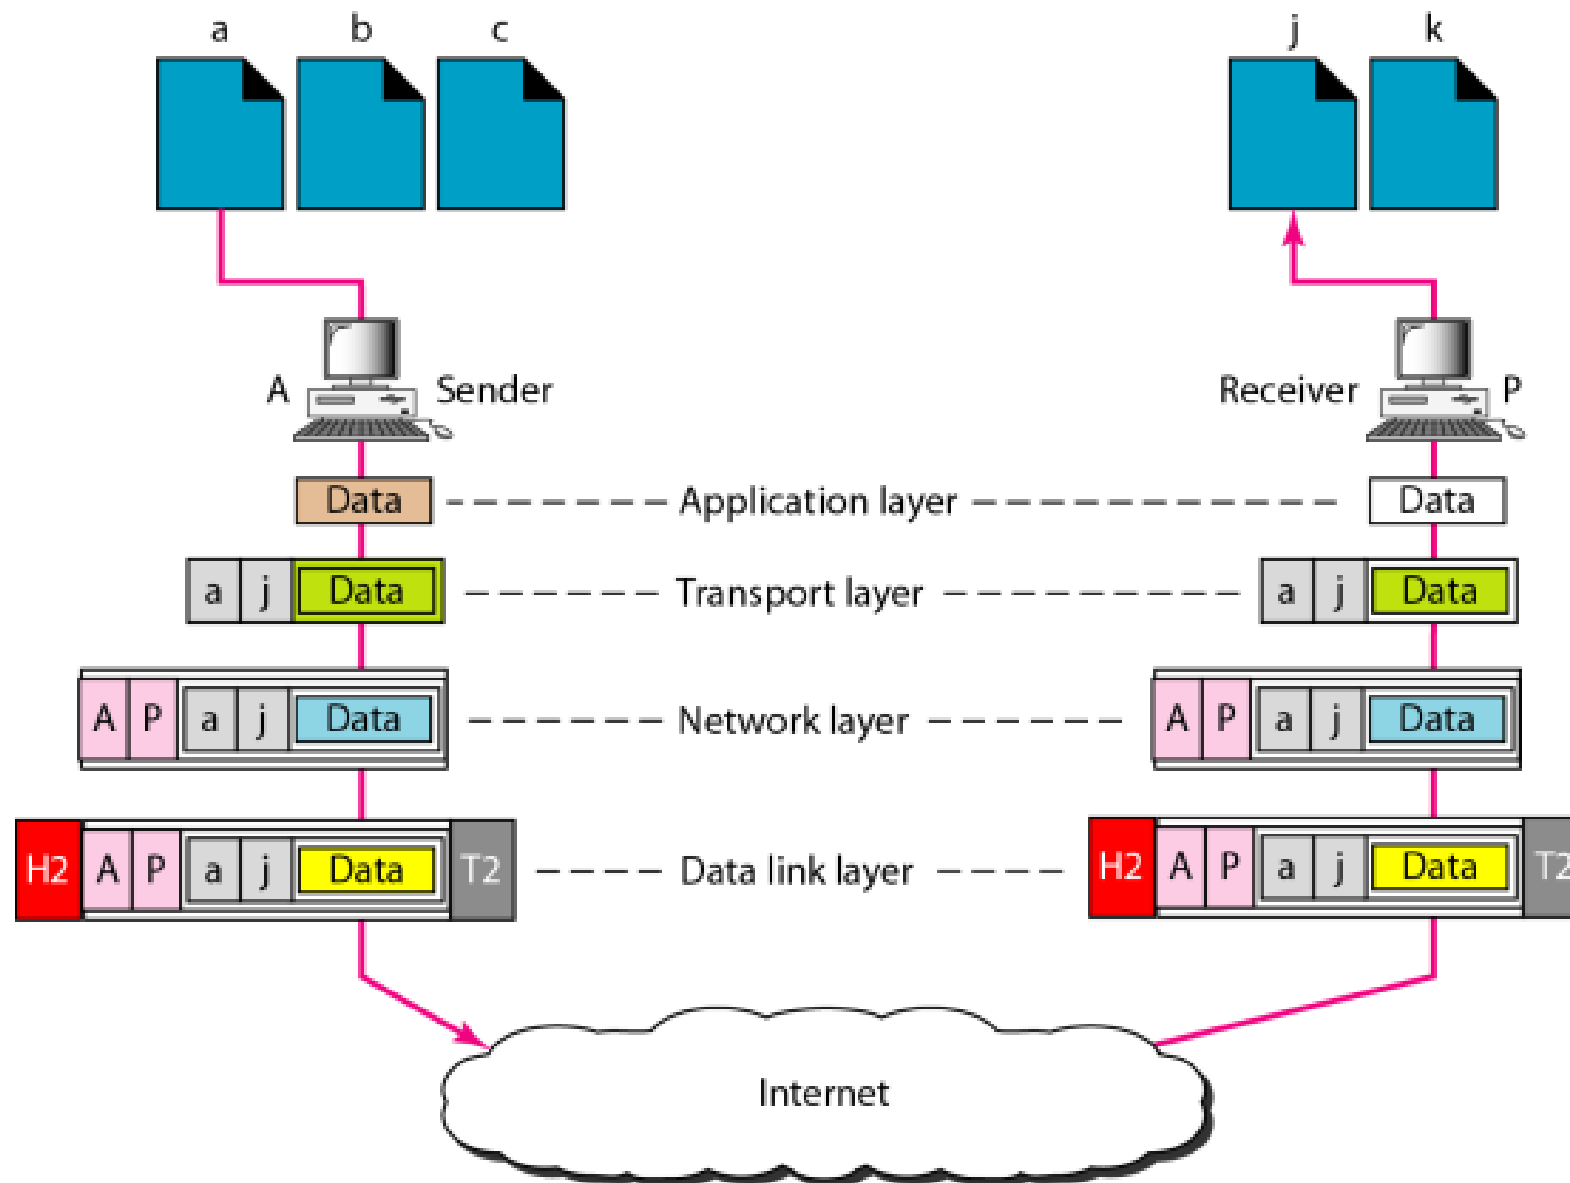 a b c j k
A Sender Receiver P
Data Application layer Data
a j Data Transport layer a j Data
A P a j Data Network layer A P a j Data
H2 A P a j Data T2 Data link layer H2 A P a j Data T2
Internet